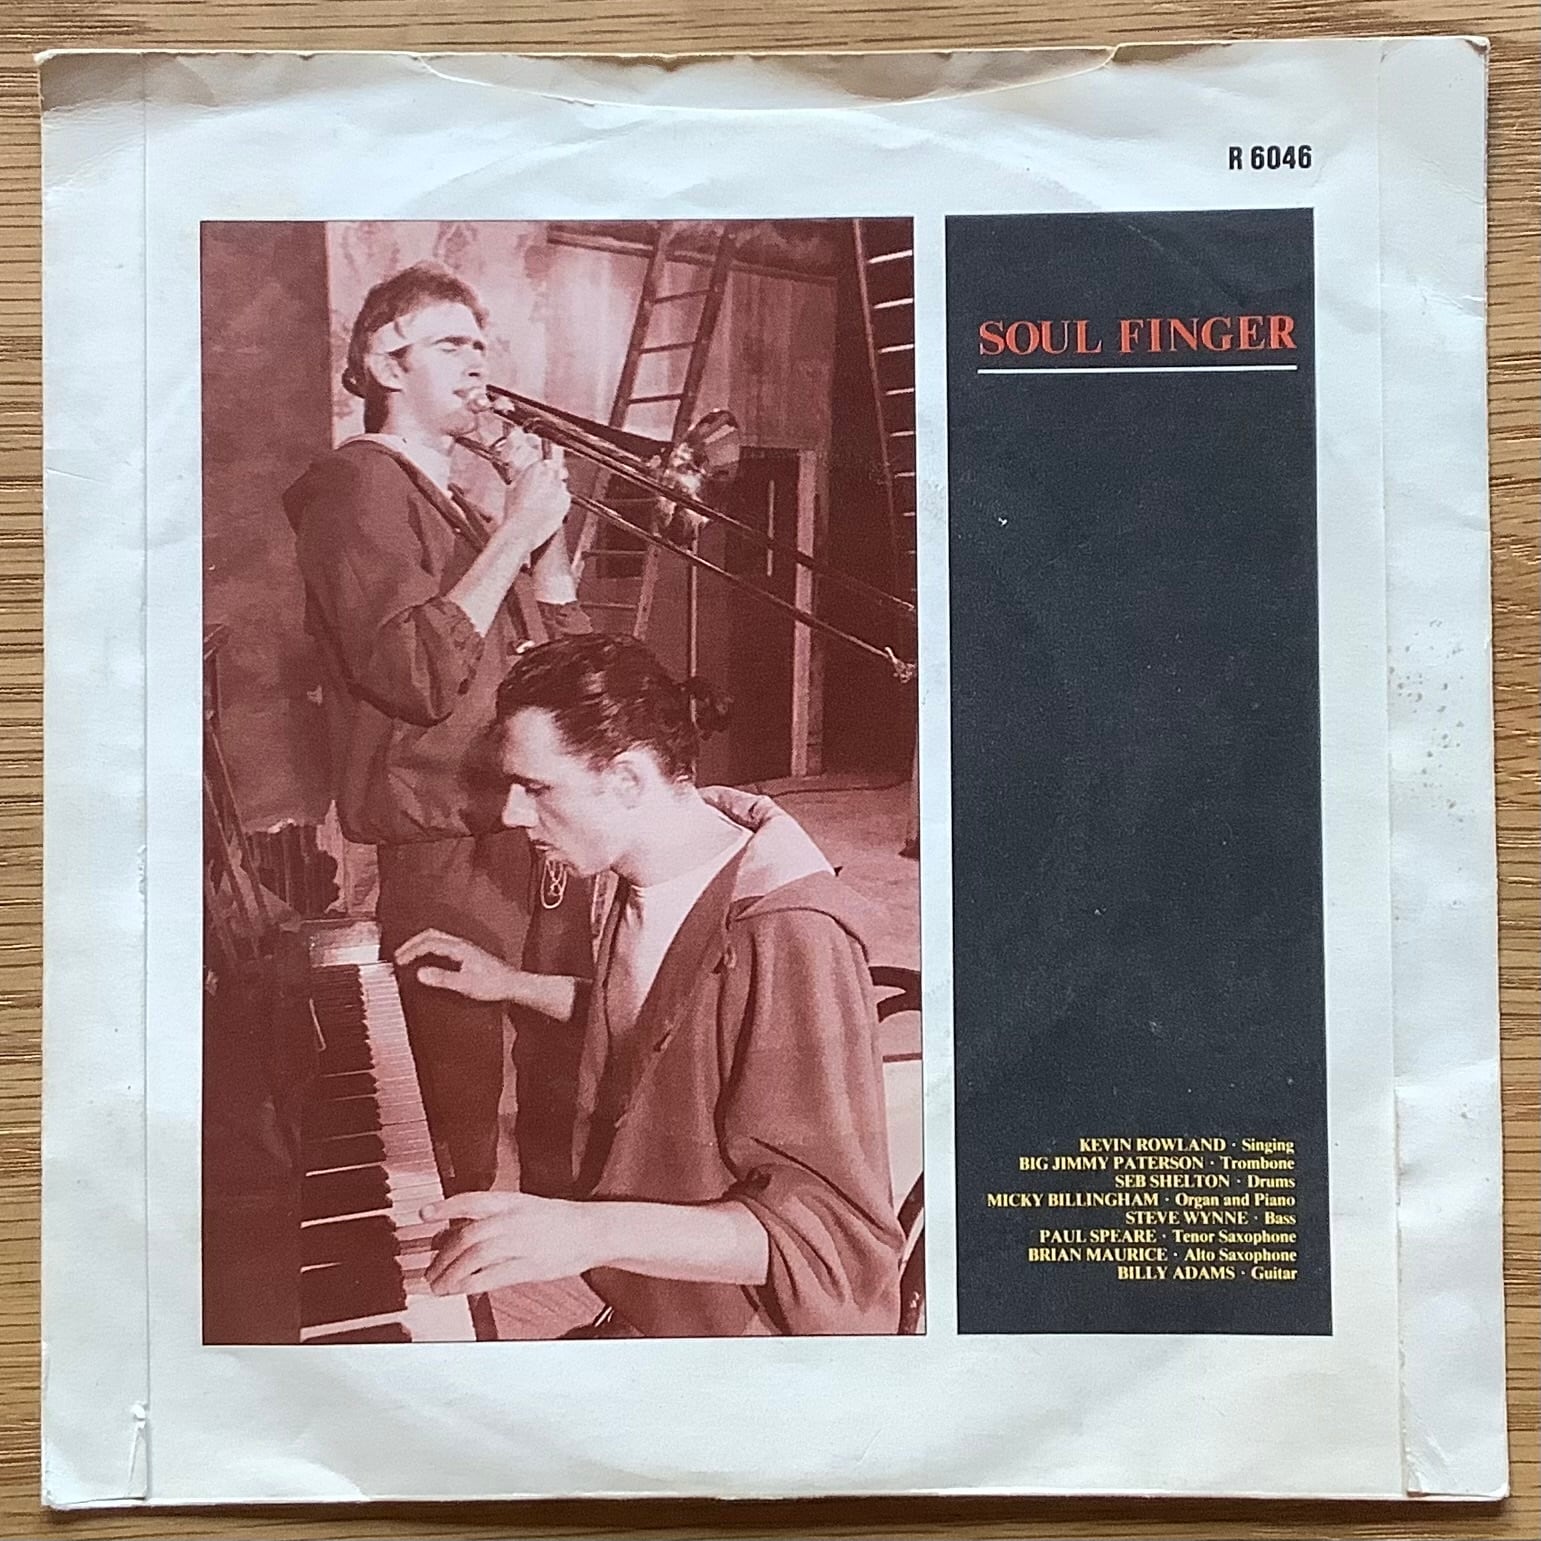 R 6046
SOUL FINGER
KEVIN ROWLAND · Singing
BIG JIMMY PATERSON · Trombone
SEB SHELTON · Drums
MICKY BILLINGHAM · Organ and Piano
STEVE WYNNE · Bass
PAUL SPEARE · Tenor Saxophone
BRIAN MAURICE · Alto Saxophone
BILLY ADAMS · Guitar